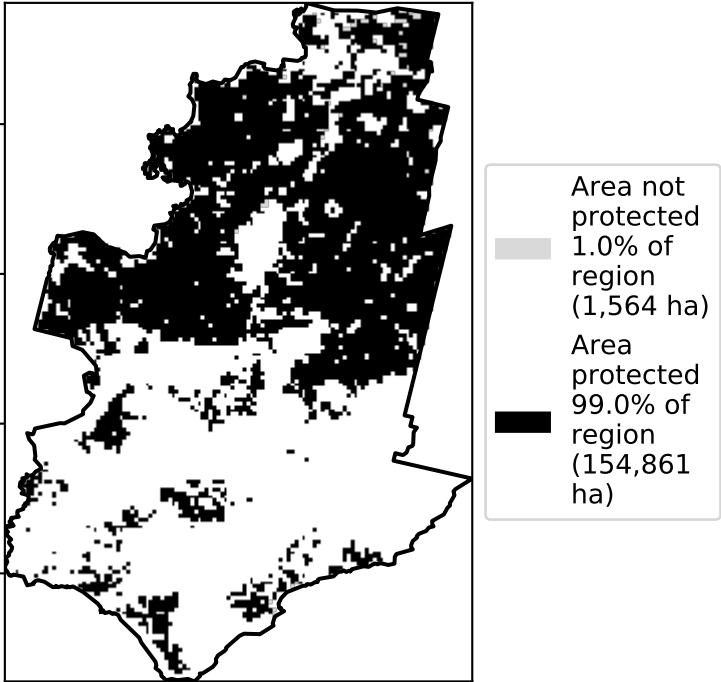 Area not
protected
1.0% of
region
(1,564 ha)
Area
protected
99.0% of
region
(154,861
ha)